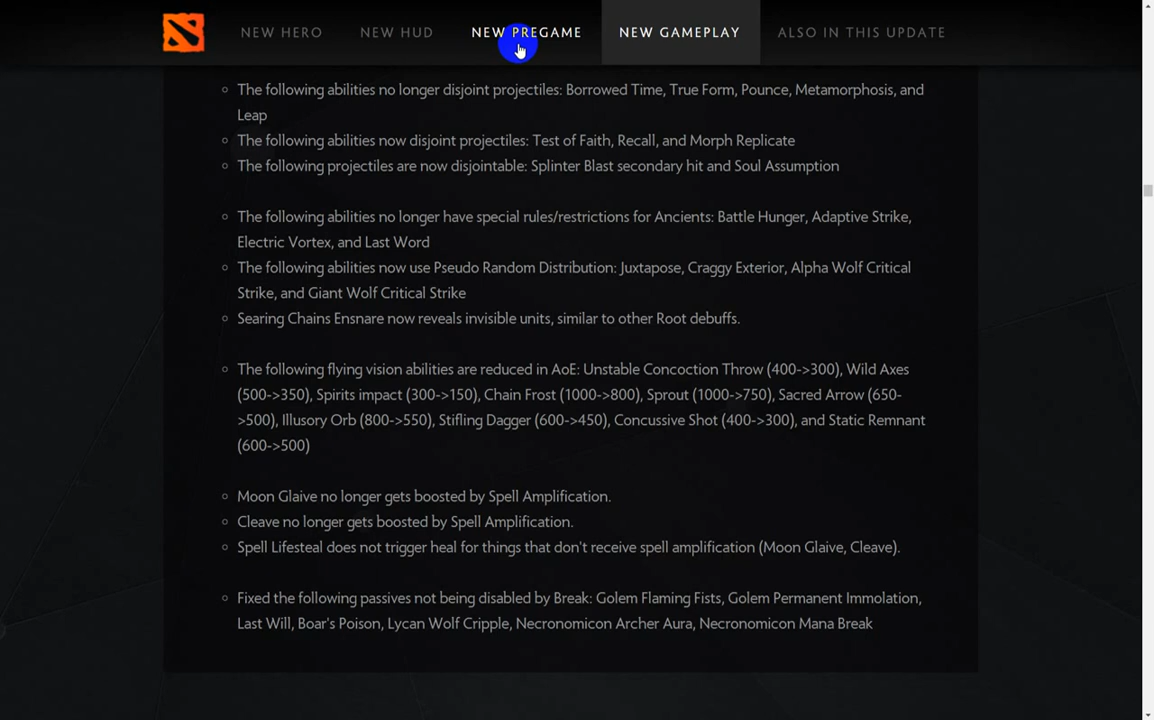 NEW HERO NEW HUD NEW PREGAME NEW GAMEPLAY ALSO IN THIS UPDATE
The following abilities no longer disjoint projectiles: Borrowed Time, True Form, Pounce, Metamorphosis, and
Leap
The following abilities now disjoint projectiles: Test of Faith, Recall, and Morph Replicate
The following projectiles are now disjointable: Splinter Blast secondary hit and Soul Assumption
The following abilities no longer have special rules/restrictions for Ancients: Battle Hunger, Adaptive Strike,
Electric Vortex, and Last Word
The following abilities now use Pseudo Random Distribution: Juxtapose, Craggy Exterior, Alpha Wolf Critical
Strike, and Giant Wolf Critical Strike
Searing Chains Ensnare now reveals invisible units, similar to other Root debuffs.
The following flying vision abilities are reduced in AoE: Unstable Concoction Throw (400->300), Wild Axes
(500->350), Spirits impact (300->150), Chain Frost (1000->800), Sprout (1000->750), Sacred Arrow (650-
>500), Illusory Orb (800->550), Stifling Dagger (600->450), Concussive Shot (400->300), and Static Remnant
(600->500)
Moon Glaive no longer gets boosted by Spell Amplification.
Cleave no longer gets boosted by Spell Amplification.
Spell Lifesteal does not trigger heal for things that don't receive spell amplification (Moon Glaive, Cleave).
Fixed the following passives not being disabled by Break: Golem Flaming Fists, Golem Permanent Immolation,
Last Will, Boar's Poison, Lycan Wolf Cripple, Necronomicon Archer Aura, Necronomicon Mana Break